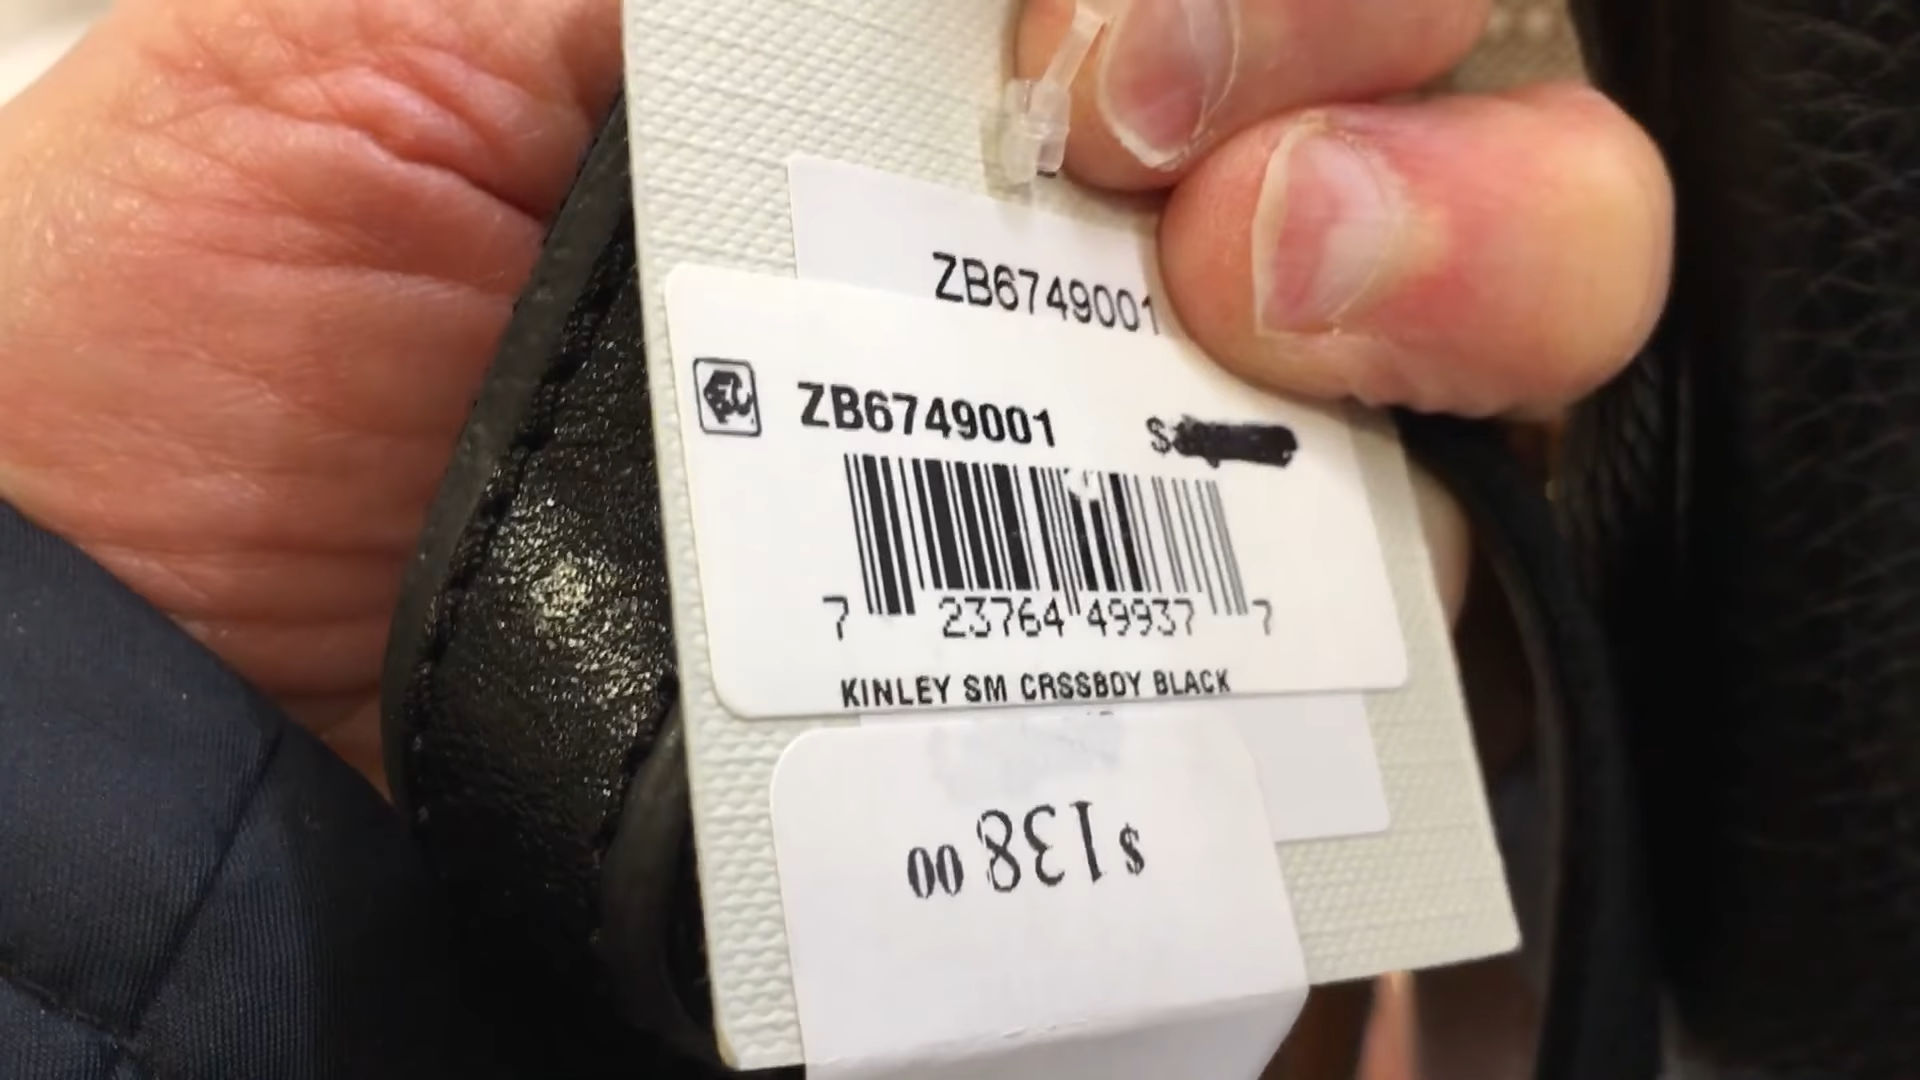 ZB6749001
ZB6749001 $
7 23764 49937 7
KINLEY SM CRSSBDY BLACK
$138 00